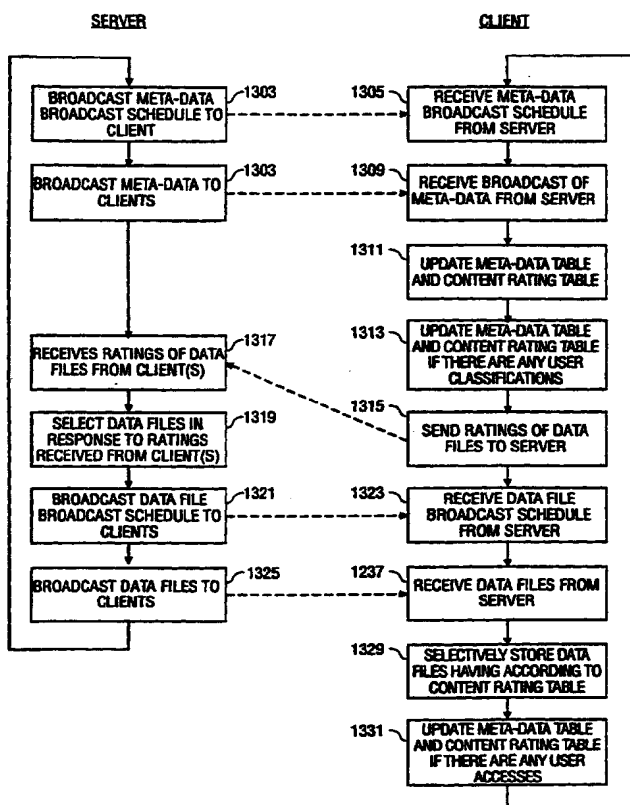 SERVER
CLIENT
1303
BROADCAST META-DATA
BROADCAST SCHEDULE TO
CLIENT
1305
RECEIVE META-DATA
BROADCAST SCHEDULE
FROM SERVER
1303
BROADCAST META-DATA TO
CLIENTS
1309
RECEIVE BROADCAST OF
META-DATA FROM SERVER
1311
UPDATE META-DATA TABLE
AND CONTENT RATING TABLE
1313
UPDATE META-DATA TABLE
AND CONTENT RATING TABLE
IF THERE ARE ANY USER
CLASSIFICATIONS
1317
RECEIVES RATINGS OF DATA
FILES FROM CLIENT(S)
1315
SEND RATINGS OF DATA
FILES TO SERVER
1319
SELECT DATA FILES IN
RESPONSE TO RATINGS
RECEIVED FROM CLIENT(S)
1321
BROADCAST DATA FILE
BROADCAST SCHEDULE TO
CLIENTS
1323
RECEIVE DATA FILE
BROADCAST SCHEDULE
FROM SERVER
1325
BROADCAST DATA FILES TO
CLIENTS
1237
RECEIVE DATA FILES FROM
SERVER
1329
SELECTIVELY STORE DATA
FILES HAVING ACCORDING TO
CONTENT RATING TABLE
1331
UPDATE META-DATA TABLE
AND CONTENT RATING TABLE
IF THERE ARE ANY USER
ACCESSES